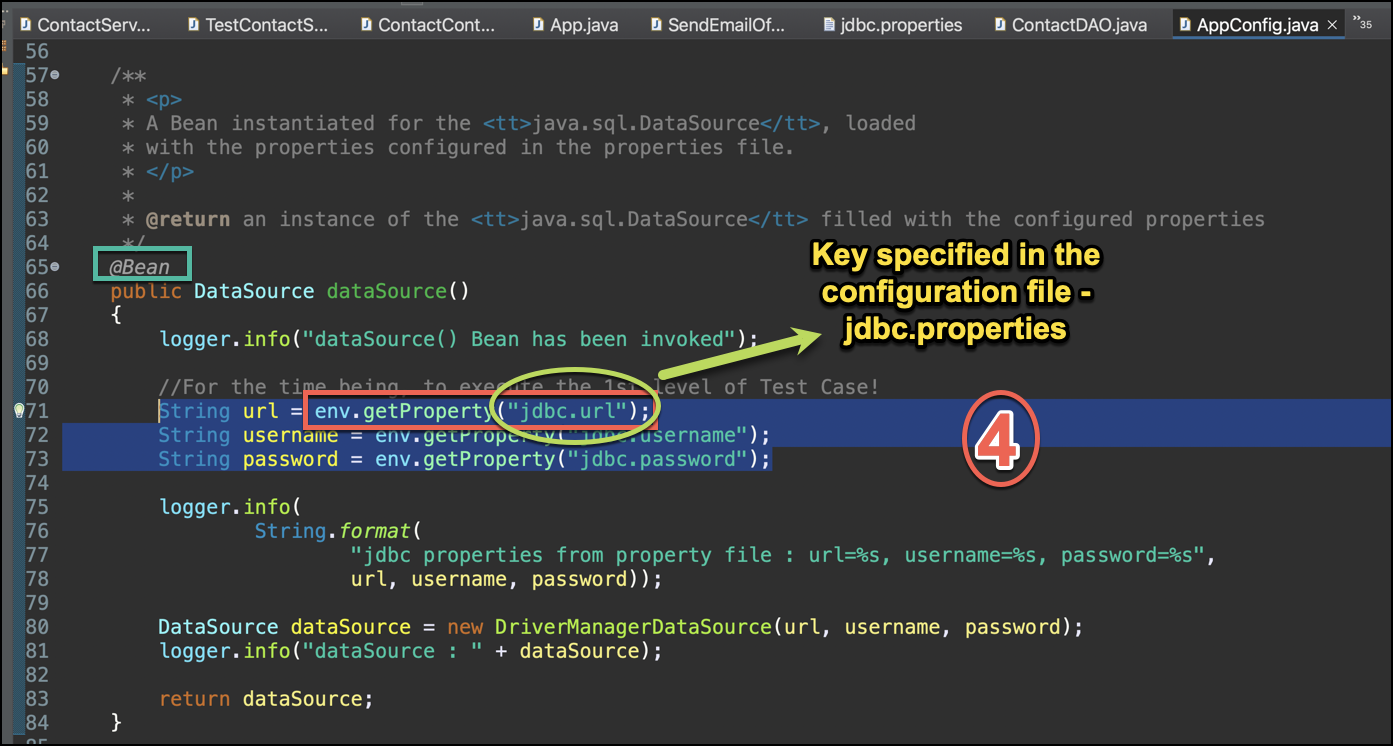 ContactServ... TestContactS... ContactCont... App.java SendEmailOf... jdbc.properties ContactDAO.java AppConfig.java × »35
56
57 /**
58 * <p>
59 * A Bean instantiated for the <tt>java.sql.DataSource</tt>, loaded
60 * with the properties configured in the properties file.
61 * </p>
62 *
63 * @return an instance of the <tt>java.sql.DataSource</tt> filled with the configured properties
64 */
65 @Bean
66 public DataSource dataSource()
67 {
68 logger.info("dataSource() Bean has been invoked");
69
70 //For the time being, to execute the 1st level of Test Case!
71 String url = env.getProperty("jdbc.url");
72 String username = env.getProperty("jdbc.username");
73 String password = env.getProperty("jdbc.password");
74
75 logger.info(
76 String.format(
77 "jdbc properties from property file : url=%s, username=%s, password=%s",
78 url, username, password));
79
80 DataSource dataSource = new DriverManagerDataSource(url, username, password);
81 logger.info("dataSource : " + dataSource);
82
83 return dataSource;
84 }
85
Key specified in the
configuration file -
jdbc.properties
4